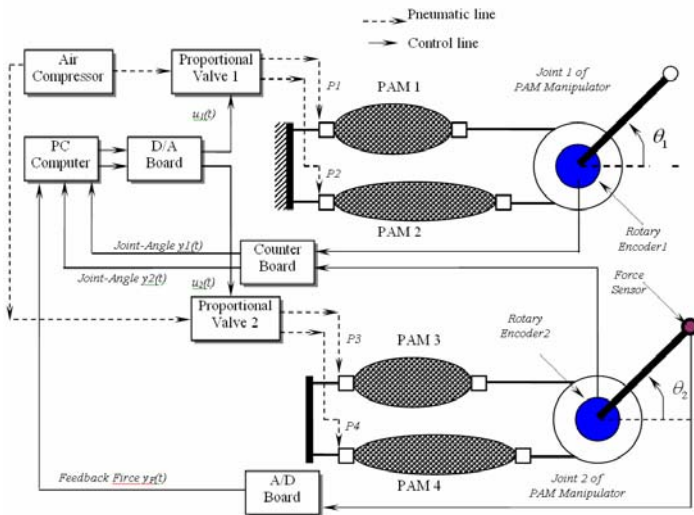 Pneumatic line
Control line
Air
Compressor
Proportional
Valve 1
P1
PAM 1
Joint 1 of
PAM Manipulator
u1(t)
PC
Computer
D/A
Board
θ1
P2
PAM 2
Rotary
Encoder1
Joint-Angle y1(t)
Counter
Board
Joint-Angle y2(t)
u2(t)
Force
Sensor
Proportional
Valve 2
Rotary
Encoder2
P3
PAM 3
θ2
P4
PAM 4
Feedback Firce yF(t)
A/D
Board
Joint 2 of
PAM Manipulator